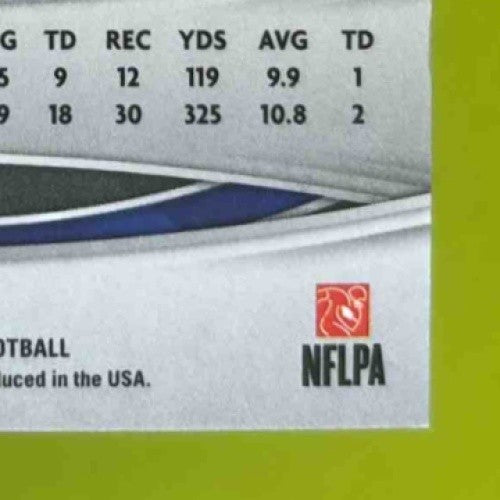 G TD REC YDS AVG TD
5 9 12 119 9.9 1
9 18 30 325 10.8 2
OTBALL
luced in the USA.
NFLPA